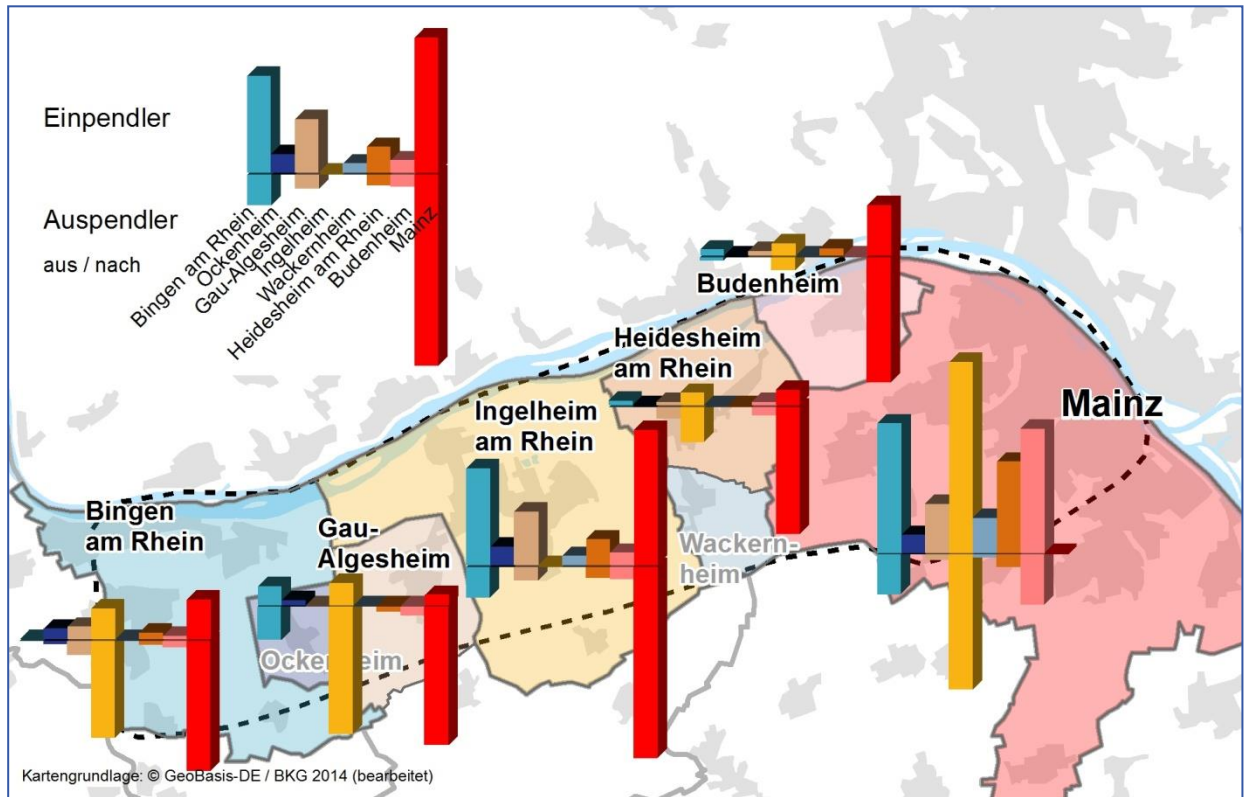 Einpendler
Auspendler
aus / nach
Bingen am Rhein
Ockenheim
Gau-Algesheim
Ingelheim
Wackernheim
Heidesheim am Rhein
Budenheim
Mainz
Budenheim
Heidesheim
am Rhein
Mainz
Ingelheim
am Rhein
Bingen
am Rhein
Gau-
Algesheim
Wackern-
heim
Ockenheim
Kartengrundlage: © GeoBasis-DE / BKG 2014 (bearbeitet)